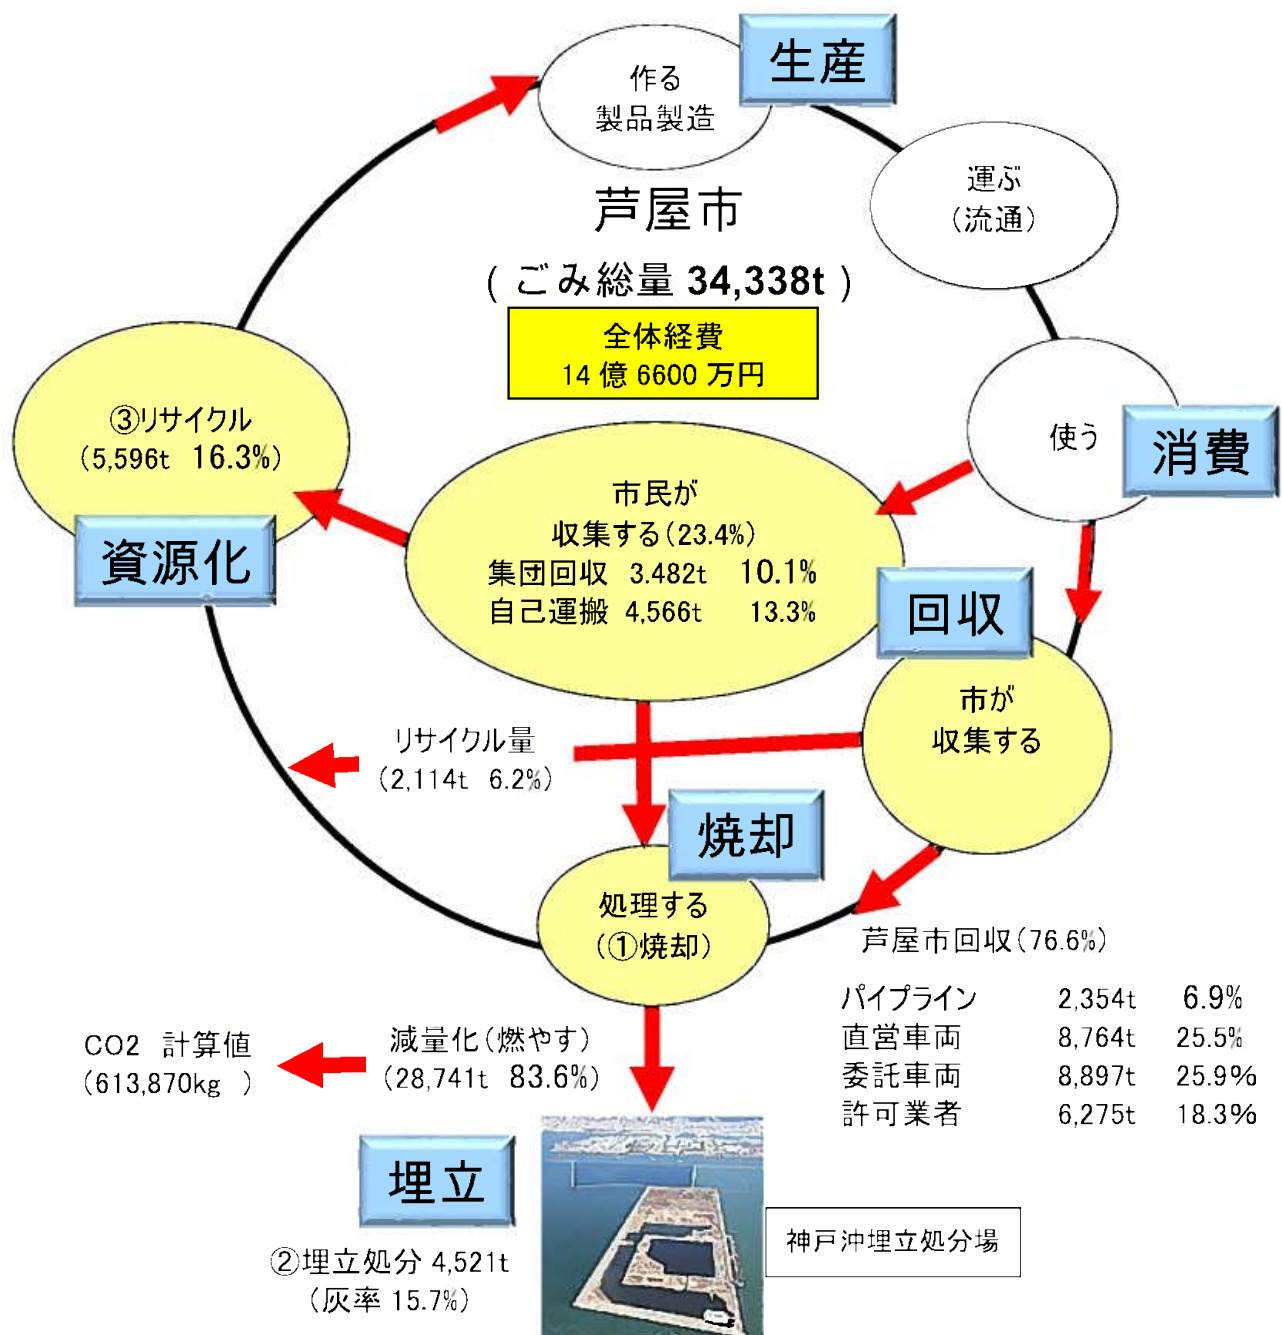 生産
作る
製品製造
運ぶ
(流通)
芦屋市
(ごみ総量 34,338t)
全体経費
14億6600万円
③リサイクル
(5,596t 16.3%)
使う
消費
市民が
収集する(23.4%)
集団回収 3.482t 10.1%
自己運搬 4,566t 13.3%
資源化
回収
市が
収集する
リサイクル量
(2,114t 6.2%)
焼却
処理する
(①焼却)
芦屋市回収(76.6%)
パイプライン 2,354t 6.9%
直営車両 8,764t 25.5%
委託車両 8,897t 25.9%
許可業者 6,275t 18.3%
CO2 計算値
(613,870kg )
減量化(燃やす)
(28,741t 83.6%)
埋立
②埋立処分 4,521t
(灰率 15.7%)
神戸沖埋立処分場